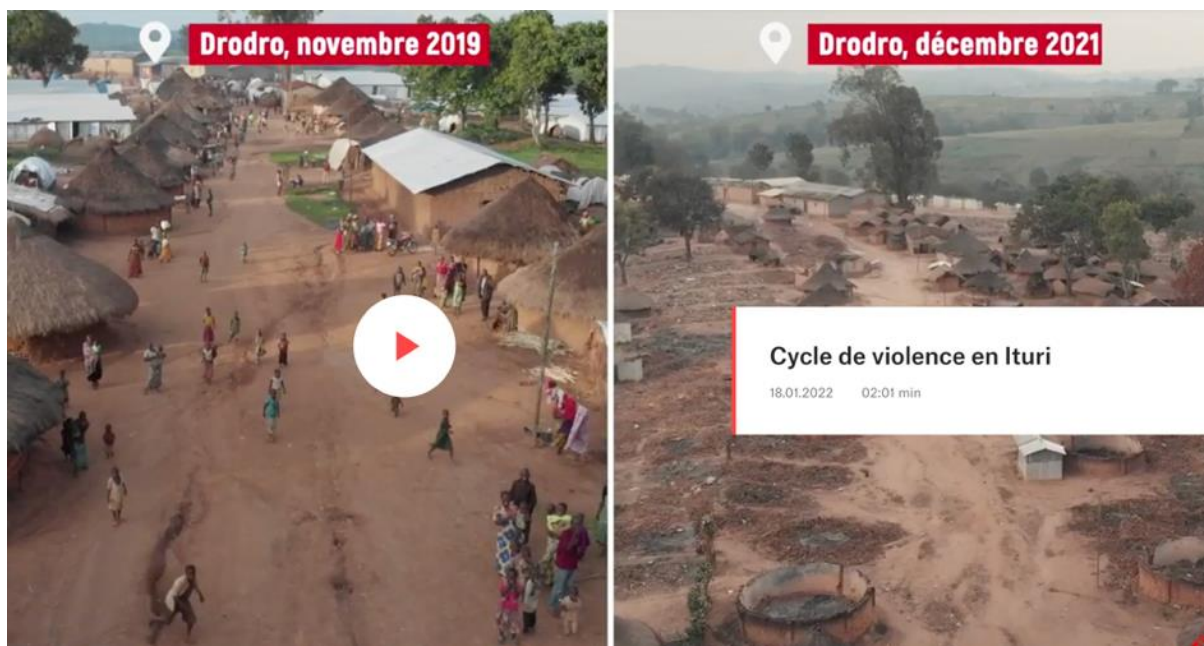 Drodro, novembre 2019
Drodro, décembre 2021
Cycle de violence en Ituri
18.01.2022 02:01 min